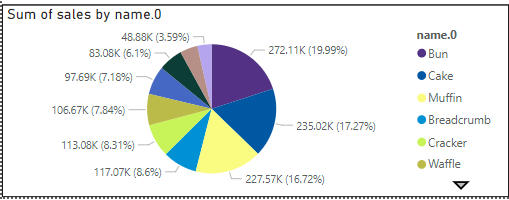 Sum of sales by name.0
48.88K (3.59%)
83.08K (6.1%)
97.69K (7.18%)
106.67K (7.84%)
113.08K (8.31%)
117.07K (8.6%)
272.11K (19.99%)
235.02K (17.27%)
227.57K (16.72%)
name.0
Bun
Cake
Muffin
Breadcrumb
Cracker
Waffle